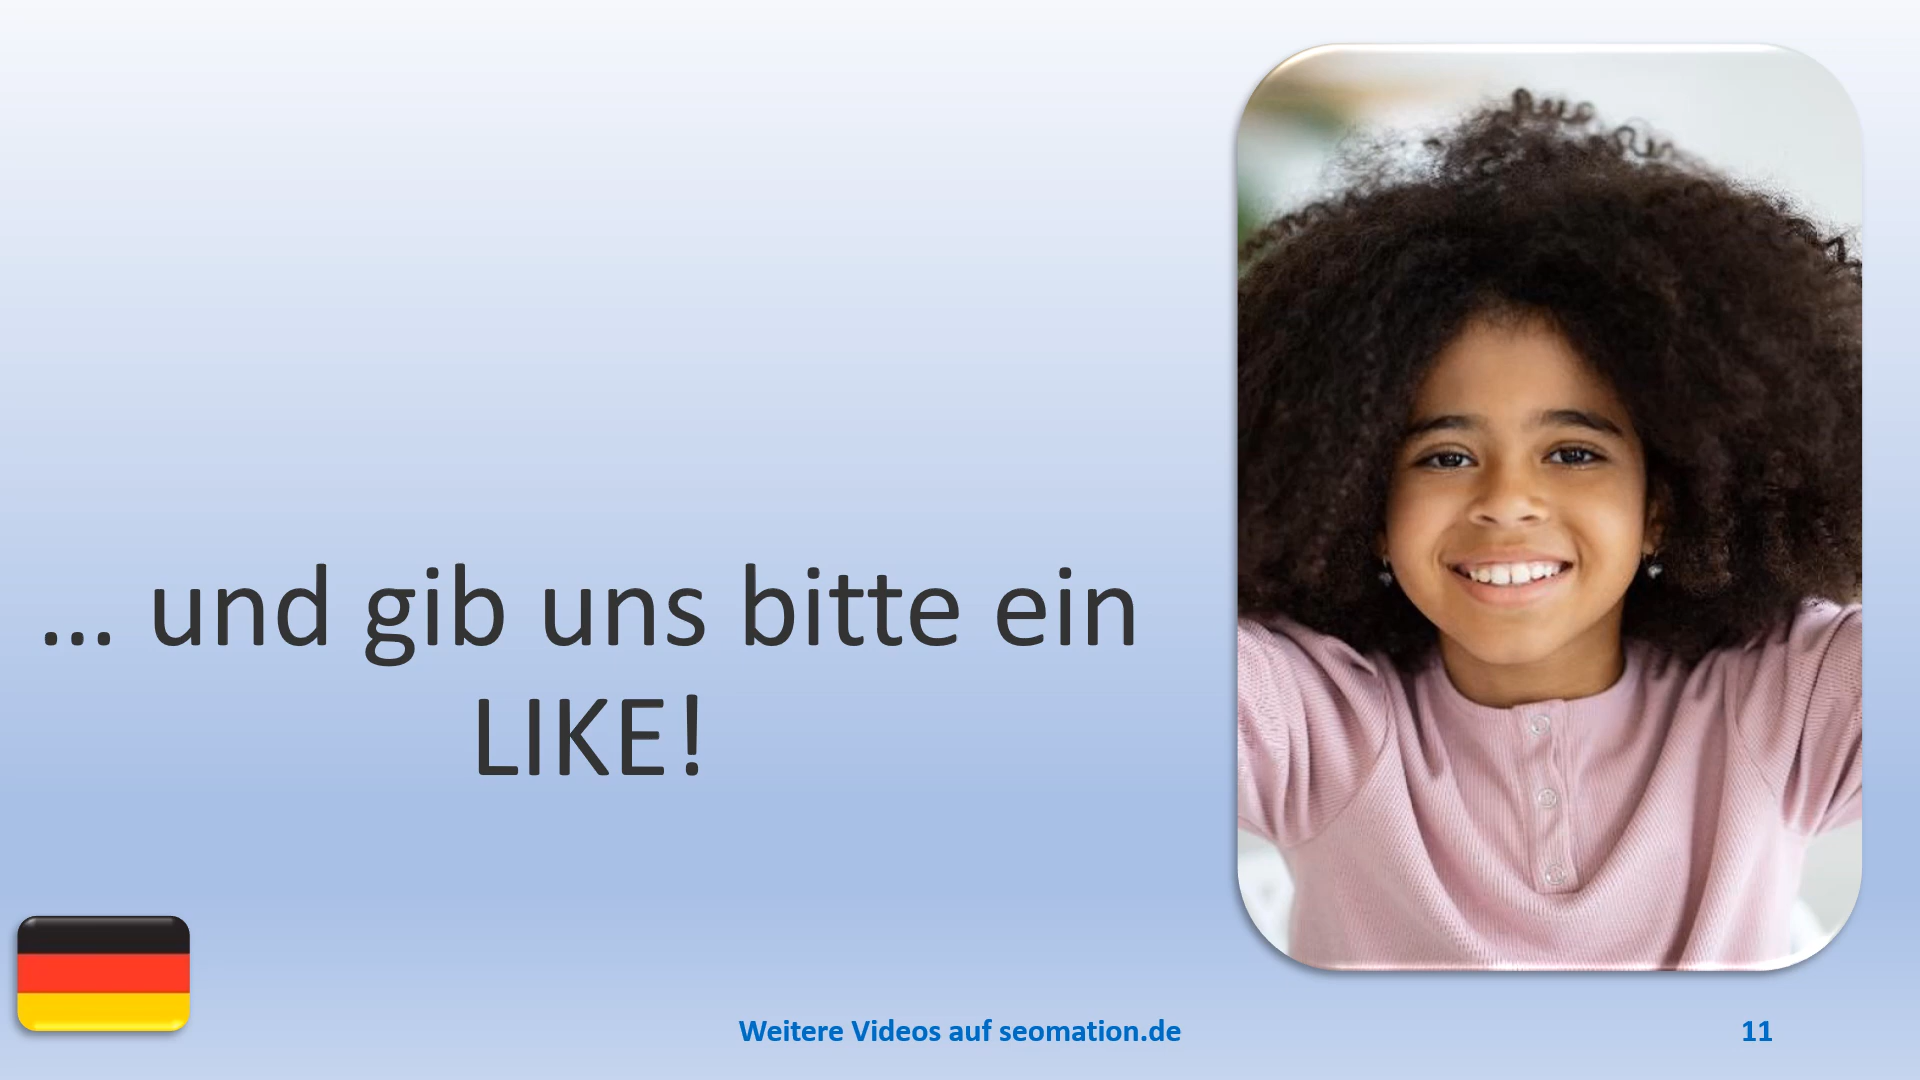 ... und gib uns bitte ein
LIKE!
Weitere Videos auf seomation.de
11